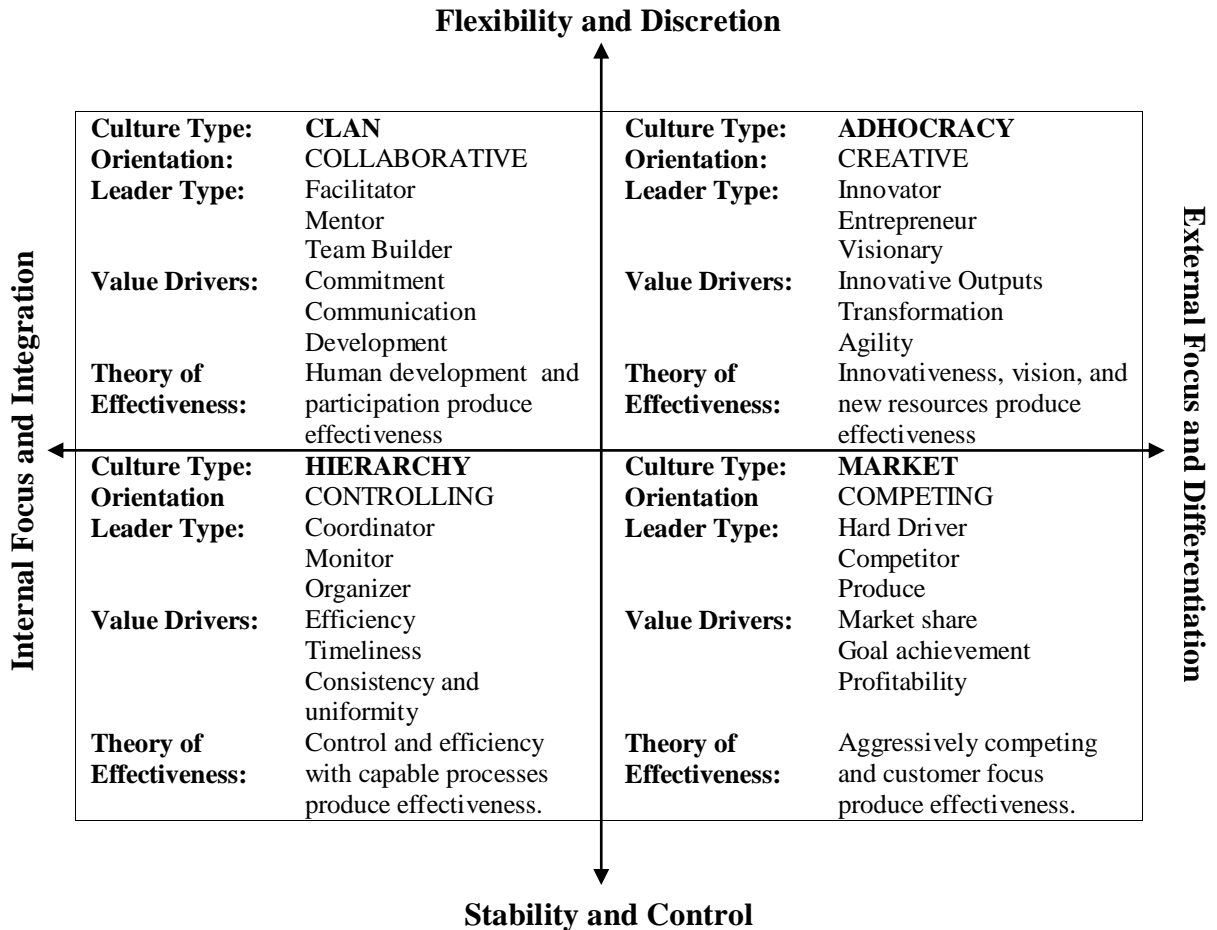 Flexibility and Discretion
Internal Focus and Integration
Culture Type: CLAN
Orientation: COLLABORATIVE
Leader Type: Facilitator
Mentor
Team Builder
Value Drivers: Commitment
Communication
Development
Theory of Human development and
Effectiveness: participation produce
effectiveness
Culture Type: ADHOCRACY
Orientation: CREATIVE
Leader Type: Innovator
Entrepreneur
Visionary
Value Drivers: Innovative Outputs
Transformation
Agility
Theory of Innovativeness, vision, and
Effectiveness: new resources produce
effectiveness
Culture Type: HIERARCHY
Orientation CONTROLLING
Leader Type: Coordinator
Monitor
Organizer
Value Drivers: Efficiency
Timeliness
Consistency and
uniformity
Theory of Control and efficiency
Effectiveness: with capable processes
produce effectiveness.
Culture Type: MARKET
Orientation COMPETING
Leader Type: Hard Driver
Competitor
Produce
Value Drivers: Market share
Goal achievement
Profitability
Theory of Aggressively competing
Effectiveness: and customer focus
produce effectiveness.
External Focus and Differentiation
Stability and Control